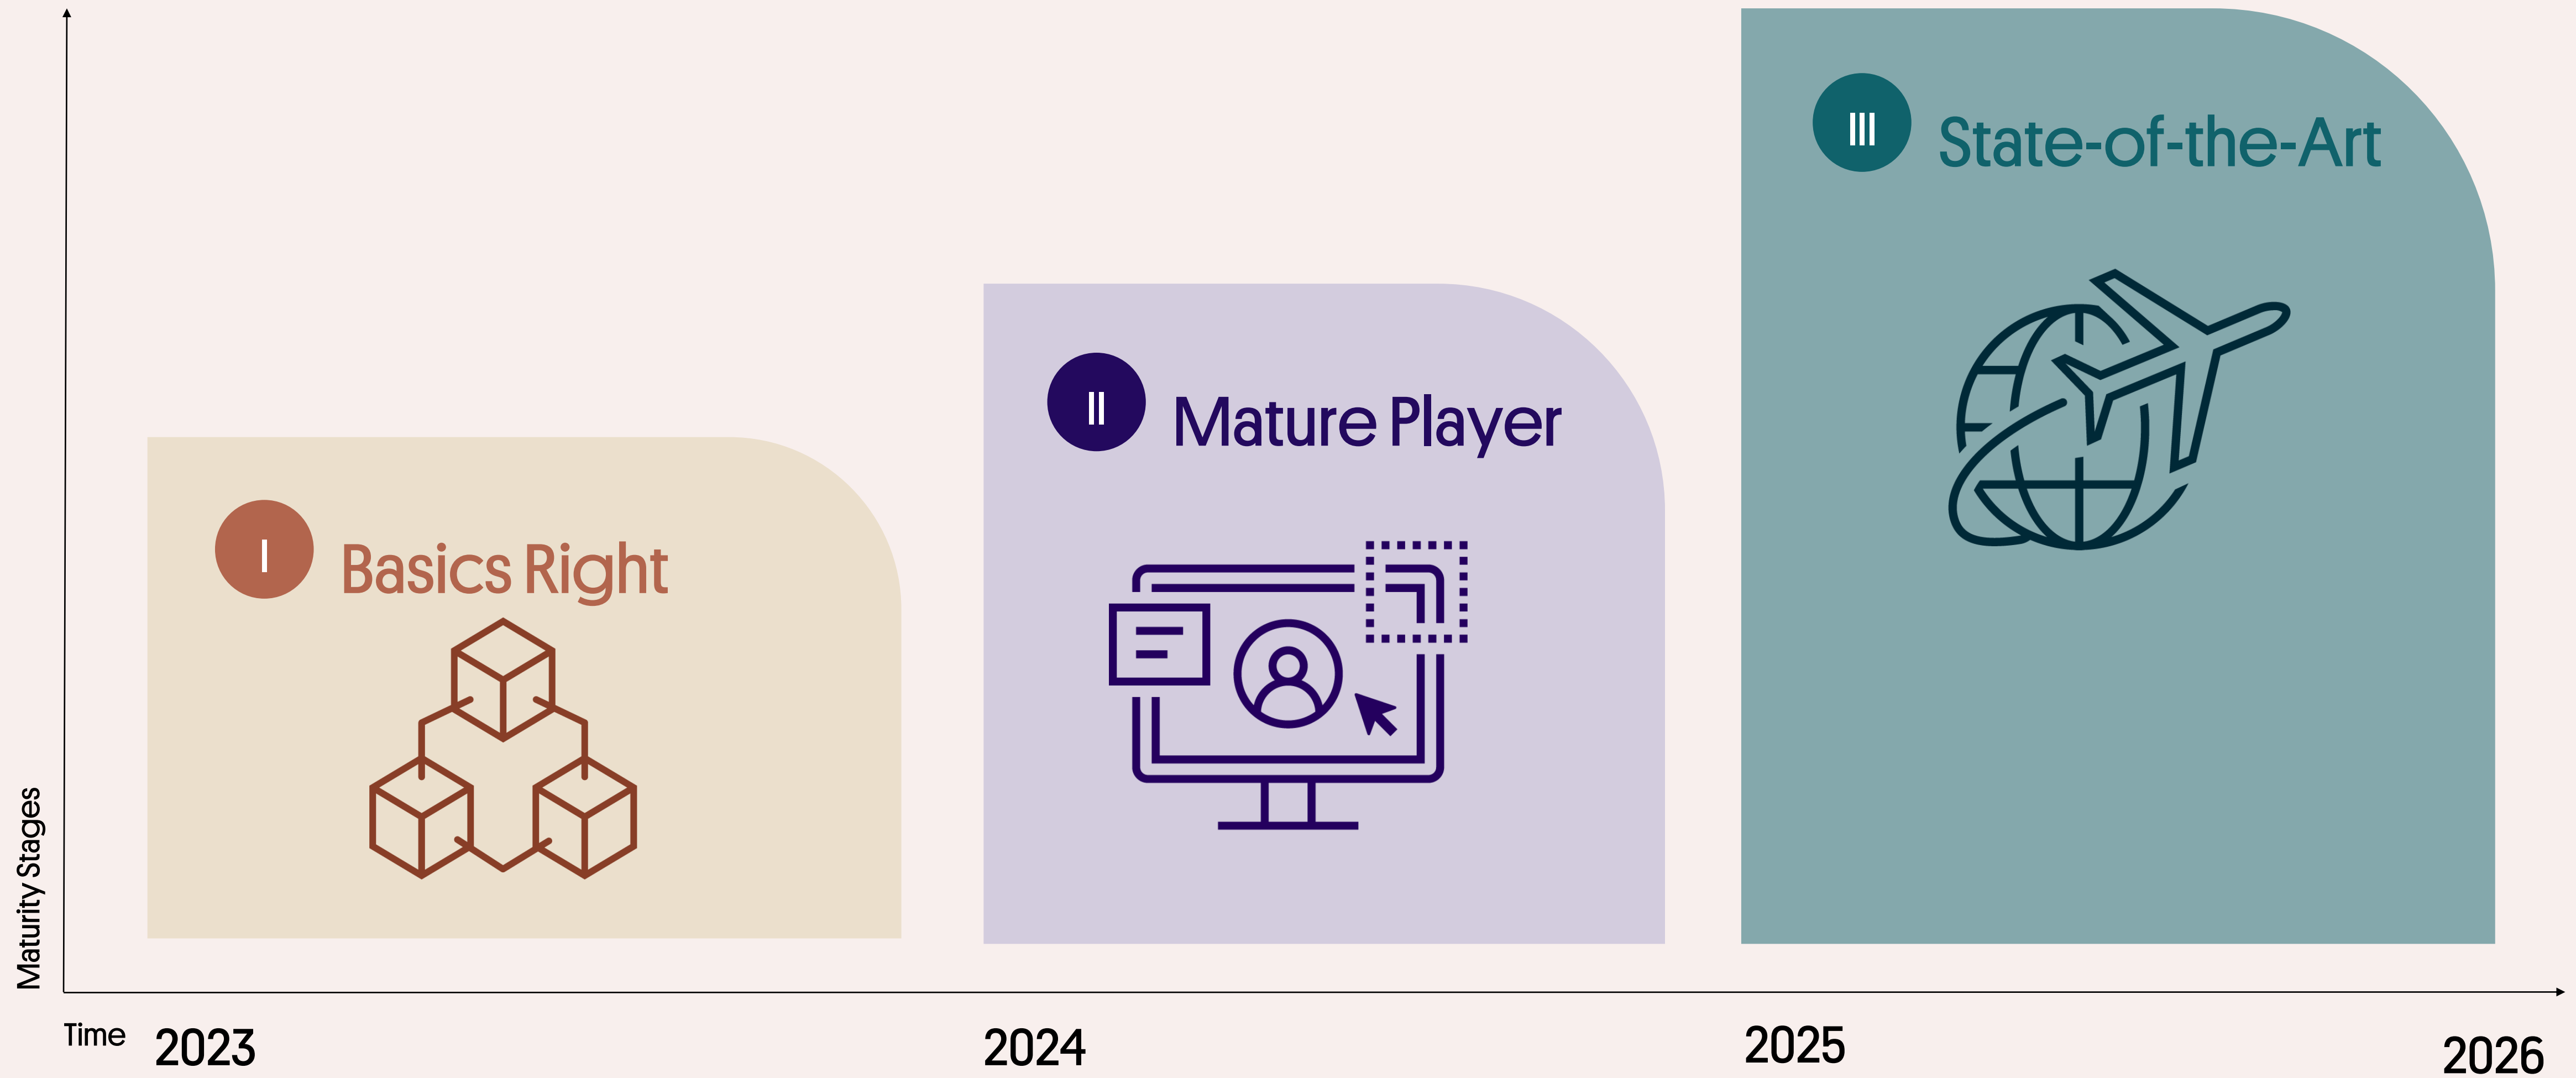 III
State-of-the-Art
II
Mature Player
I
Basics Right
Maturity Stages
Time
2023
2024
2025
2026